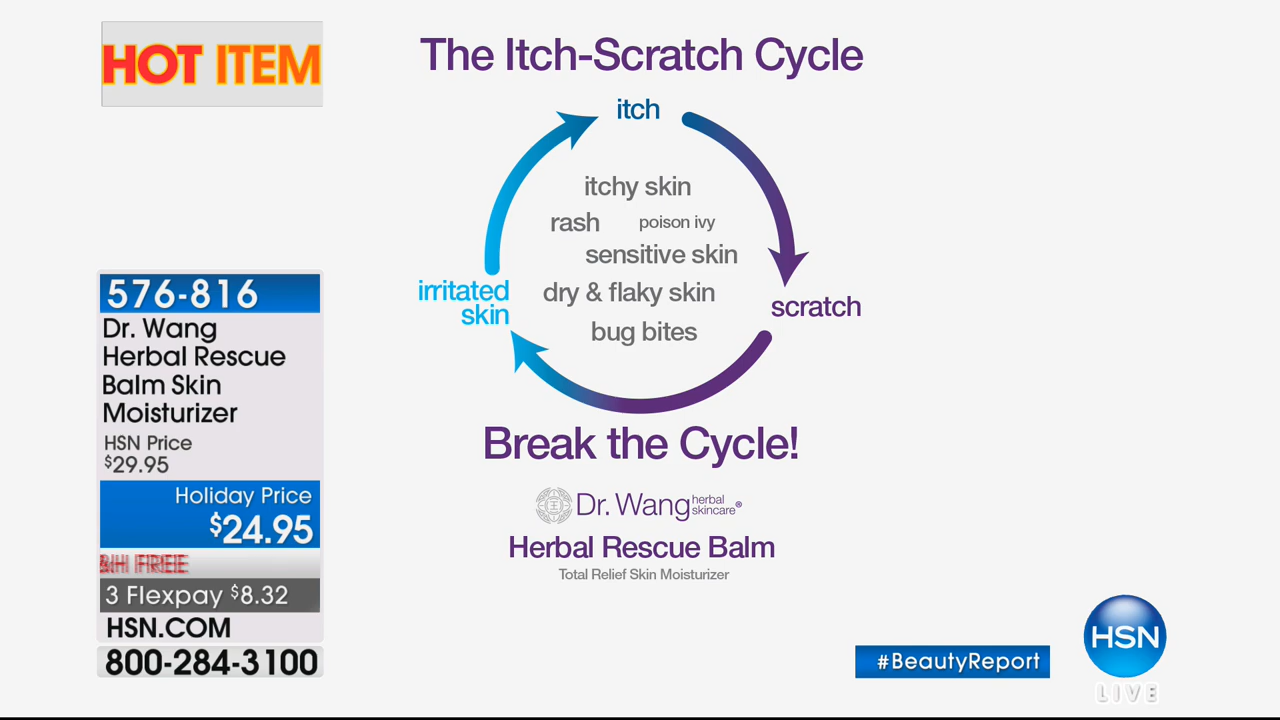 HOT ITEM
The Itch-Scratch Cycle
itch
itchy skin
rash
poison ivy
sensitive skin
dry & flaky skin
bug bites
irritated
skin
scratch
Break the Cycle!
Dr. Wang herbal
skincare®
Herbal Rescue Balm
Total Relief Skin Moisturizer
576-816
Dr. Wang
Herbal Rescue
Balm Skin
Moisturizer
HSN Price
$29.95
Holiday Price
$24.95
FREE
3 Flexpay $8.32
HSN.COM
800-284-3100
#BeautyReport
HSN
LIVE